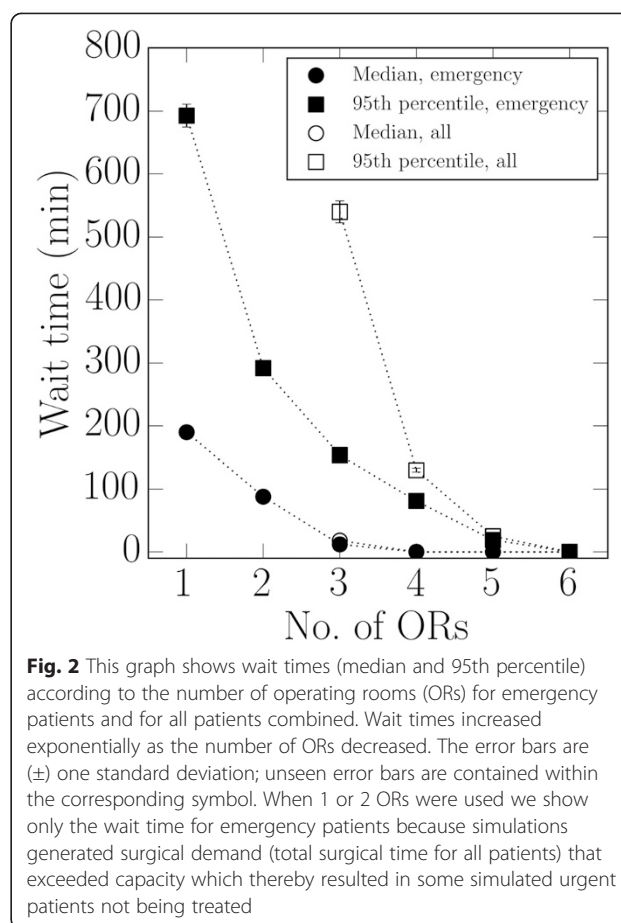 800
700
600
500
400
300
200
100
0
Wait time (min)
Median, emergency
95th percentile, emergency
Median, all
95th percentile, all
1 2 3 4 5 6
No. of ORs
Fig. 2 This graph shows wait times (median and 95th percentile)
according to the number of operating rooms (ORs) for emergency
patients and for all patients combined. Wait times increased
exponentially as the number of ORs decreased. The error bars are
(±) one standard deviation; unseen error bars are contained within
the corresponding symbol. When 1 or 2 ORs were used we show
only the wait time for emergency patients because simulations
generated surgical demand (total surgical time for all patients) that
exceeded capacity which thereby resulted in some simulated urgent
patients not being treated